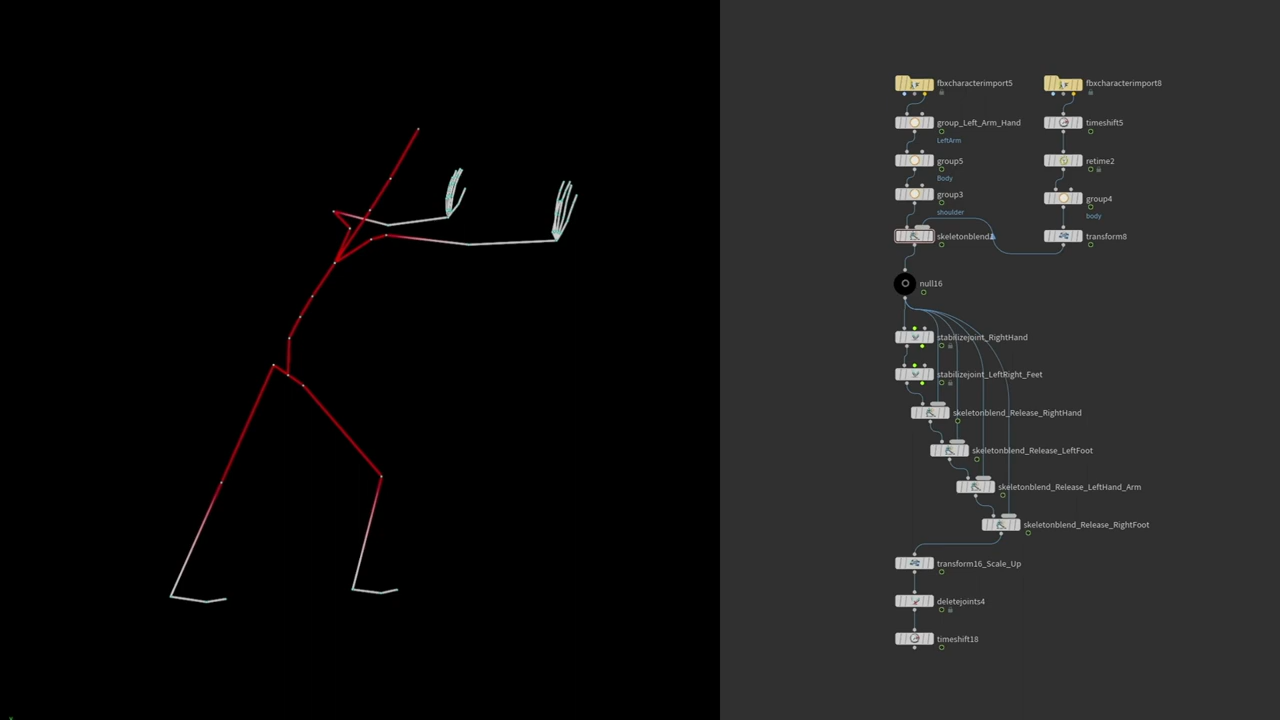 fbxcharacterimport5
fbxcharacterimport8
group_Left_Arm_Hand
LeftArm
timeshift5
group5
Body
retime2
group3
shoulder
group4
body
skeletonblend
transform8
null16
stabilizejoint_RightHand
stabilizejoint_LeftRight_Feet
skeletonblend_Release_RightHand
skeletonblend_Release_LeftFoot
skeletonblend_Release_LeftHand_Arm
skeletonblend_Release_RightFoot
transform16_Scale_Up
deletejoints4
timeshift18